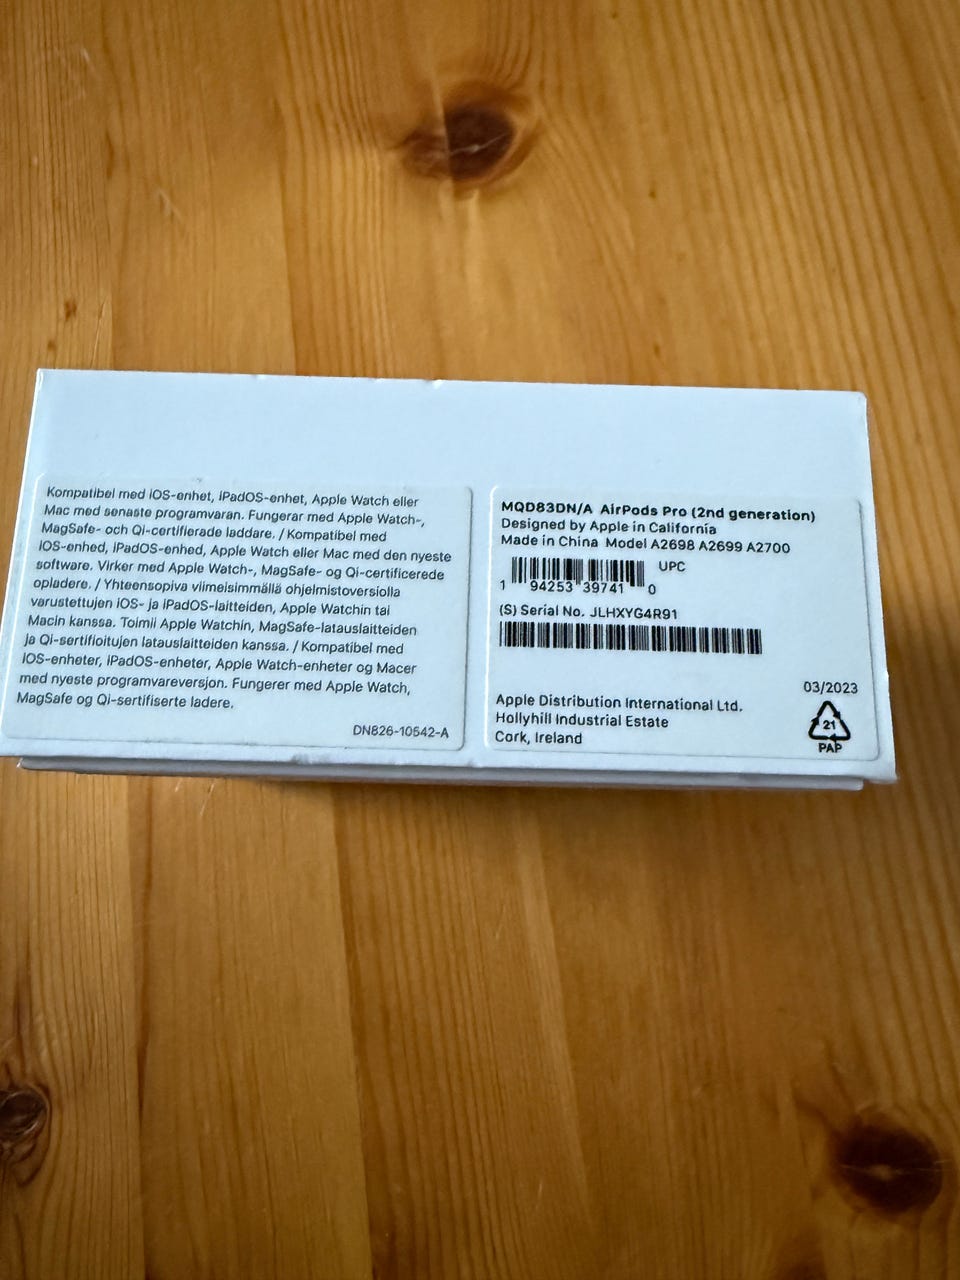 Kompatibel med iOS-enhet, iPadOS-enhet, Apple Watch eller
Mac med senaste programvaran. Fungerar med Apple Watch-,
MagSafe- och Qi-certifierade laddare. / Kompatibel med
iOS-enhed, iPadOS-enhed, Apple Watch eller Mac med den nyeste
software. Virker med Apple Watch-, MagSafe- og Qi-certificerede
opladere. / Yhteensopiva viimeisimmällä ohjelmistoversiolla
varustettujen iOS- ja iPadOS-laitteiden, Apple Watchin tai
Macin kanssa. Toimii Apple Watchin, MagSafe-latauslaitteiden
ja Qi-sertifioitujen latauslaitteiden kanssa. / Kompatibel med
iOS-enheter, iPadOS-enheter, Apple Watch-enheter og Macer
med nyeste programvareversjon. Fungerer med Apple Watch,
MagSafe og Qi-sertifiserte ladere.
DN826-10542-A
MQD83DN/A AirPods Pro (2nd generation)
Designed by Apple in California
Made in China Model A2698 A2699 A2700
UPC
1 94253 39741 0
(S) Serial No. JLHXYG4R91
03/2023
Apple Distribution International Ltd.
Hollyhill Industrial Estate
Cork, Ireland
21
PAP